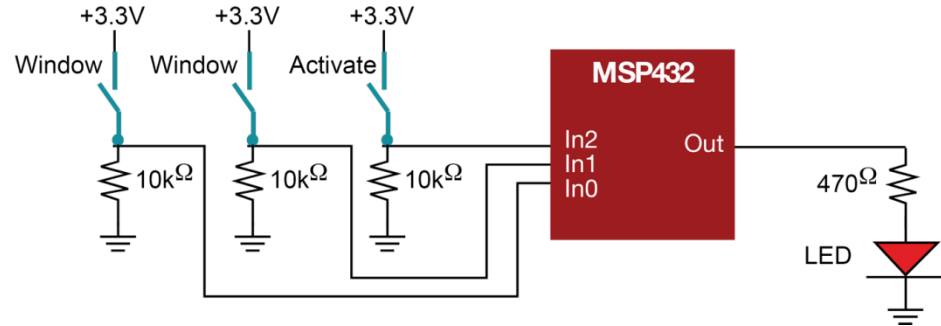 +3.3V +3.3V +3.3V
Window Window Activate
MSP432
In2 Out
In1
In0
10kΩ 10kΩ 10kΩ
470Ω
LED